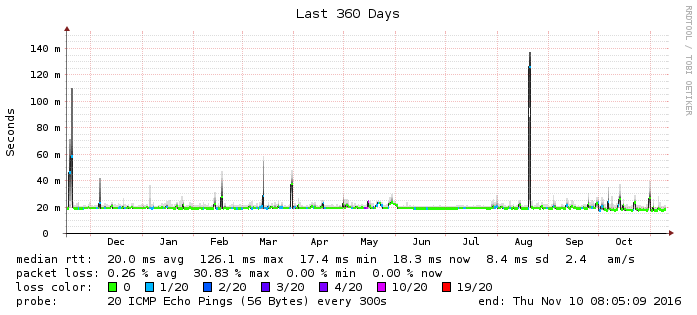 Last 360 Days
RRDTOOL / TOBI OETIKER
Seconds
140 m
120 m
100 m
80 m
60 m
40 m
20 m
0
Dec Jan Feb Mar Apr May Jun Jul Aug Sep Oct
median rtt: 20.0 ms avg 126.1 ms max 17.4 ms min 18.3 ms now 8.4 ms sd 2.4 am/s
packet loss: 0.26 % avg 30.83 % max 0.00 % min 0.00 % now
loss color: 0 1/20 2/20 3/20 4/20 10/20 19/20
probe: 20 ICMP Echo Pings (56 Bytes) every 300s end: Thu Nov 10 08:05:09 2016